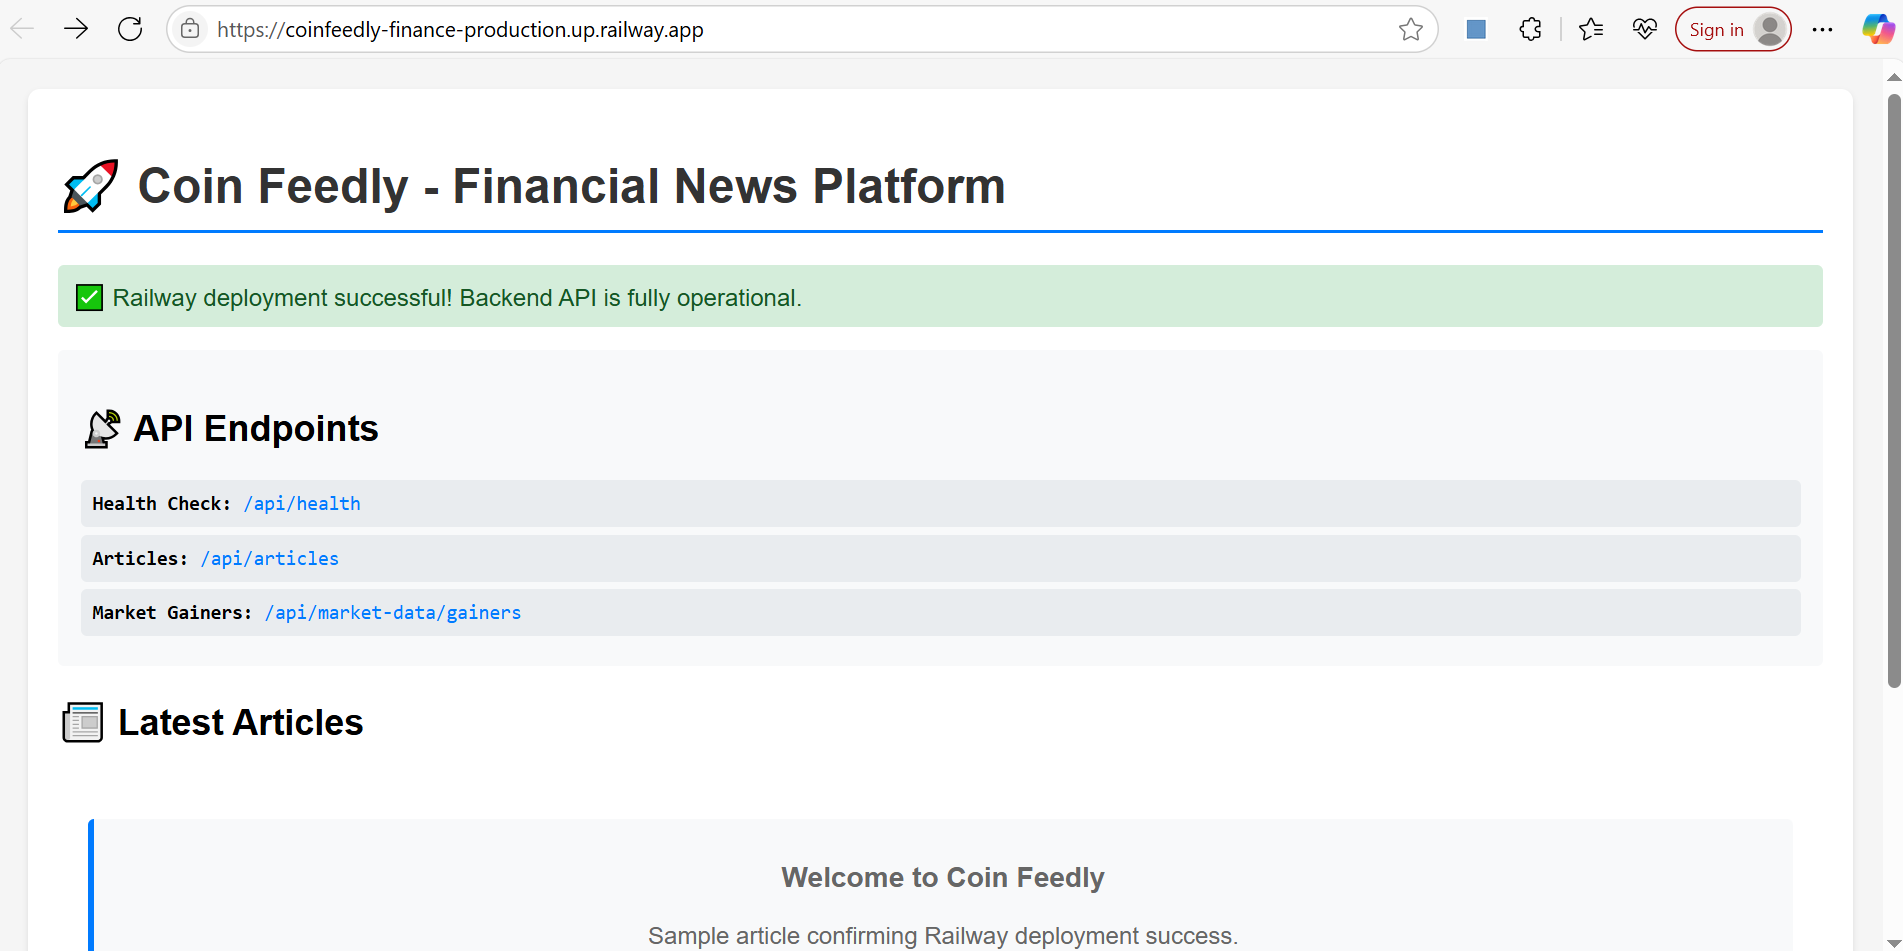 https://coinfeedly-finance-production.up.railway.app
Sign in
🚀 Coin Feedly - Financial News Platform
✅ Railway deployment successful! Backend API is fully operational.
📡 API Endpoints
Health Check: /api/health
Articles: /api/articles
Market Gainers: /api/market-data/gainers
📰 Latest Articles
Welcome to Coin Feedly
Sample article confirming Railway deployment success.